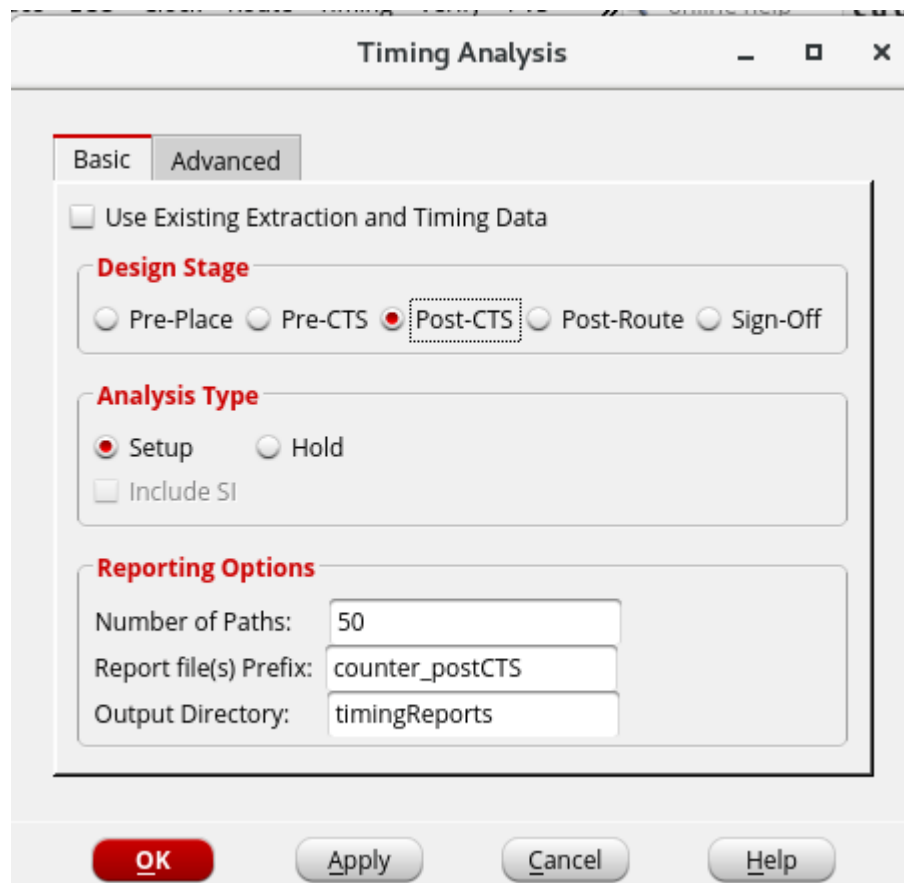 Timing Analysis
Basic Advanced
Use Existing Extraction and Timing Data
Design Stage
Pre-Place Pre-CTS Post-CTS Post-Route Sign-Off
Analysis Type
Setup Hold
Include SI
Reporting Options
Number of Paths: 50
Report file(s) Prefix: counter_postCTS
Output Directory: timingReports
OK Apply Cancel Help